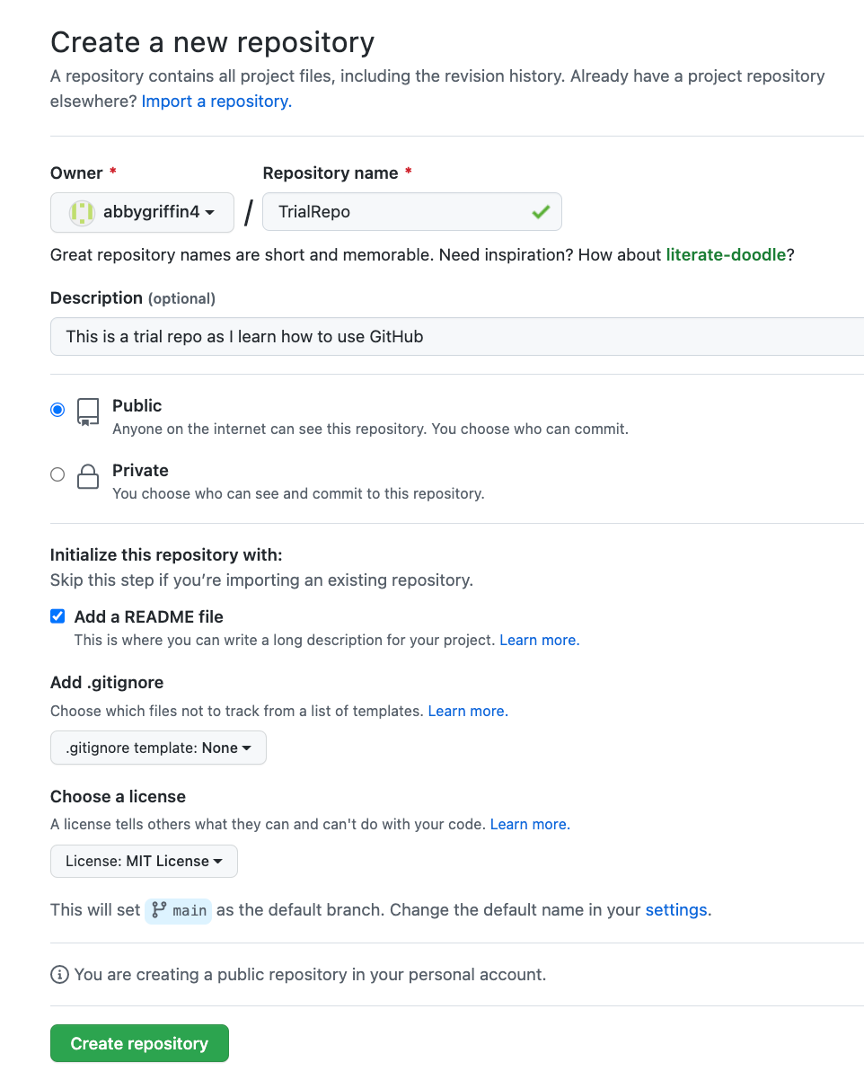 Create a new repository
A repository contains all project files, including the revision history. Already have a project repository
elsewhere? Import a repository.
Owner * Repository name *
abbygriffin4 / TrialRepo
Great repository names are short and memorable. Need inspiration? How about literate-doodle?
Description (optional)
This is a trial repo as I learn how to use GitHub
Public
Anyone on the internet can see this repository. You choose who can commit.
Private
You choose who can see and commit to this repository.
Initialize this repository with:
Skip this step if you’re importing an existing repository.
Add a README file
This is where you can write a long description for your project. Learn more.
Add .gitignore
Choose which files not to track from a list of templates. Learn more.
.gitignore template: None
Choose a license
A license tells others what they can and can't do with your code. Learn more.
License: MIT License
This will set main as the default branch. Change the default name in your settings.
You are creating a public repository in your personal account.
Create repository